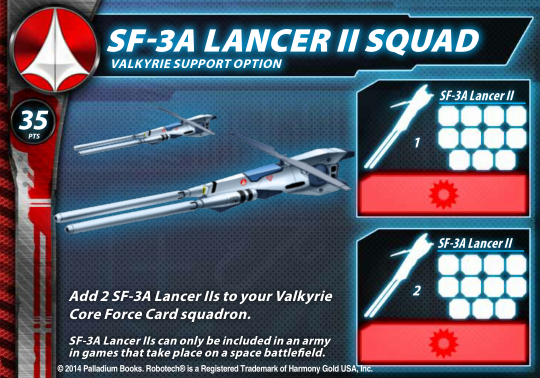 SF-3A LANCER II SQUAD
VALKYRIE SUPPORT OPTION
35
PTS
SF-3A Lancer II
1
SF-3A Lancer II
2
Add 2 SF-3A Lancer IIs to your Valkyrie
Core Force Card squadron.
SF-3A Lancer IIs can only be included in an army
in games that take place on a space battlefield.
© 2014 Palladium Books. Robotech® is a Registered Trademark of Harmony Gold USA, Inc.